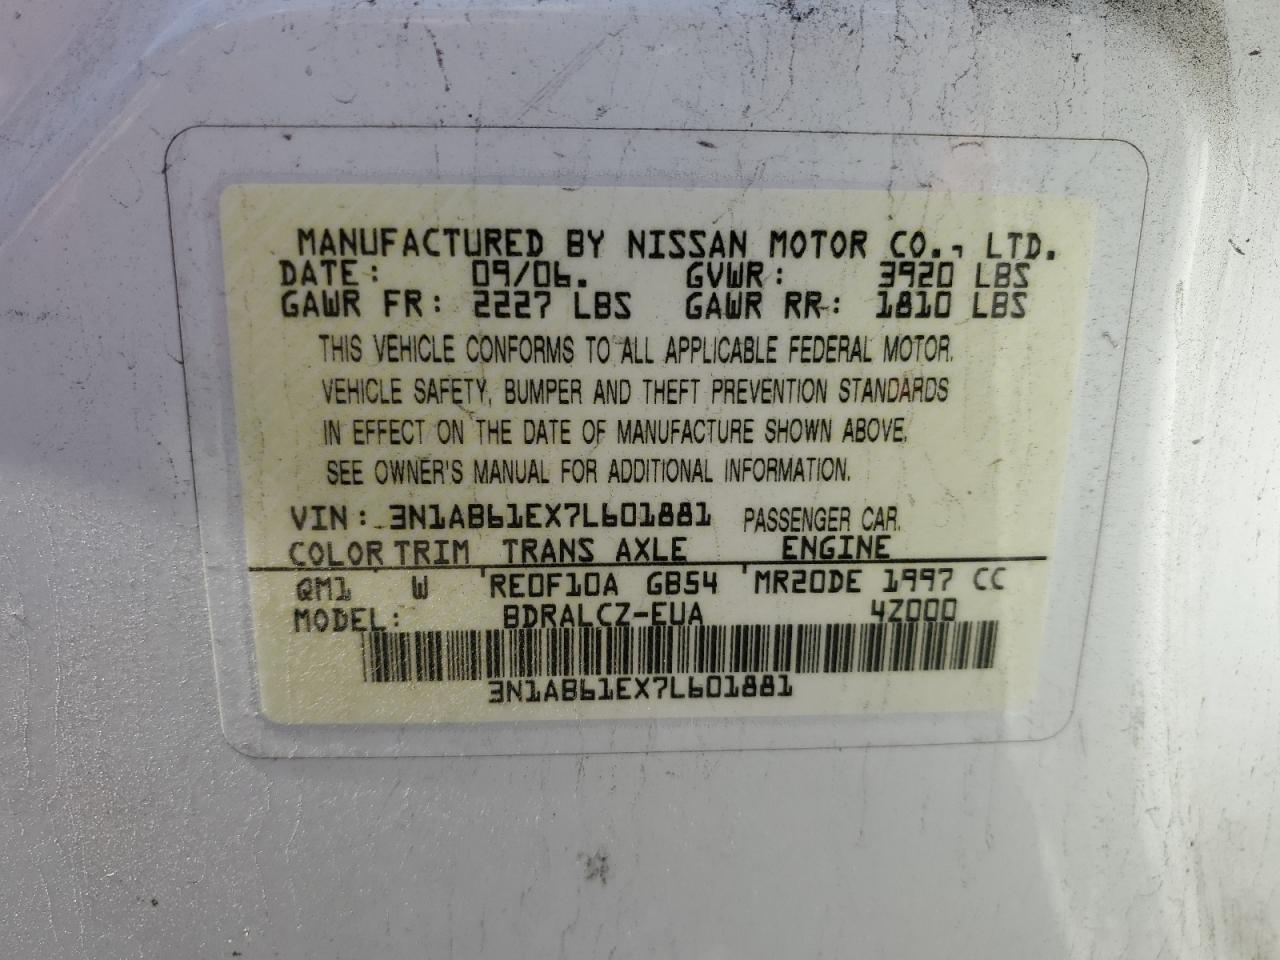 MANUFACTURED BY NISSAN MOTOR CO., LTD.
DATE: 09/06. GVWR: 3920 LBS
GAWR FR: 2227 LBS GAWR RR: 1810 LBS
THIS VEHICLE CONFORMS TO ALL APPLICABLE FEDERAL MOTOR.
VEHICLE SAFETY, BUMPER AND THEFT PREVENTION STANDARDS
IN EFFECT ON THE DATE OF MANUFACTURE SHOWN ABOVE.
SEE OWNER'S MANUAL FOR ADDITIONAL INFORMATION.
VIN: 3N1AB61EX7L601881 PASSENGER CAR.
COLOR TRIM TRANS AXLE ENGINE
QM1 W RE0F10A GB54 MR20DE 1997 CC
MODEL: BDRALCZ-EUA 4Z000
3N1AB61EX7L601881